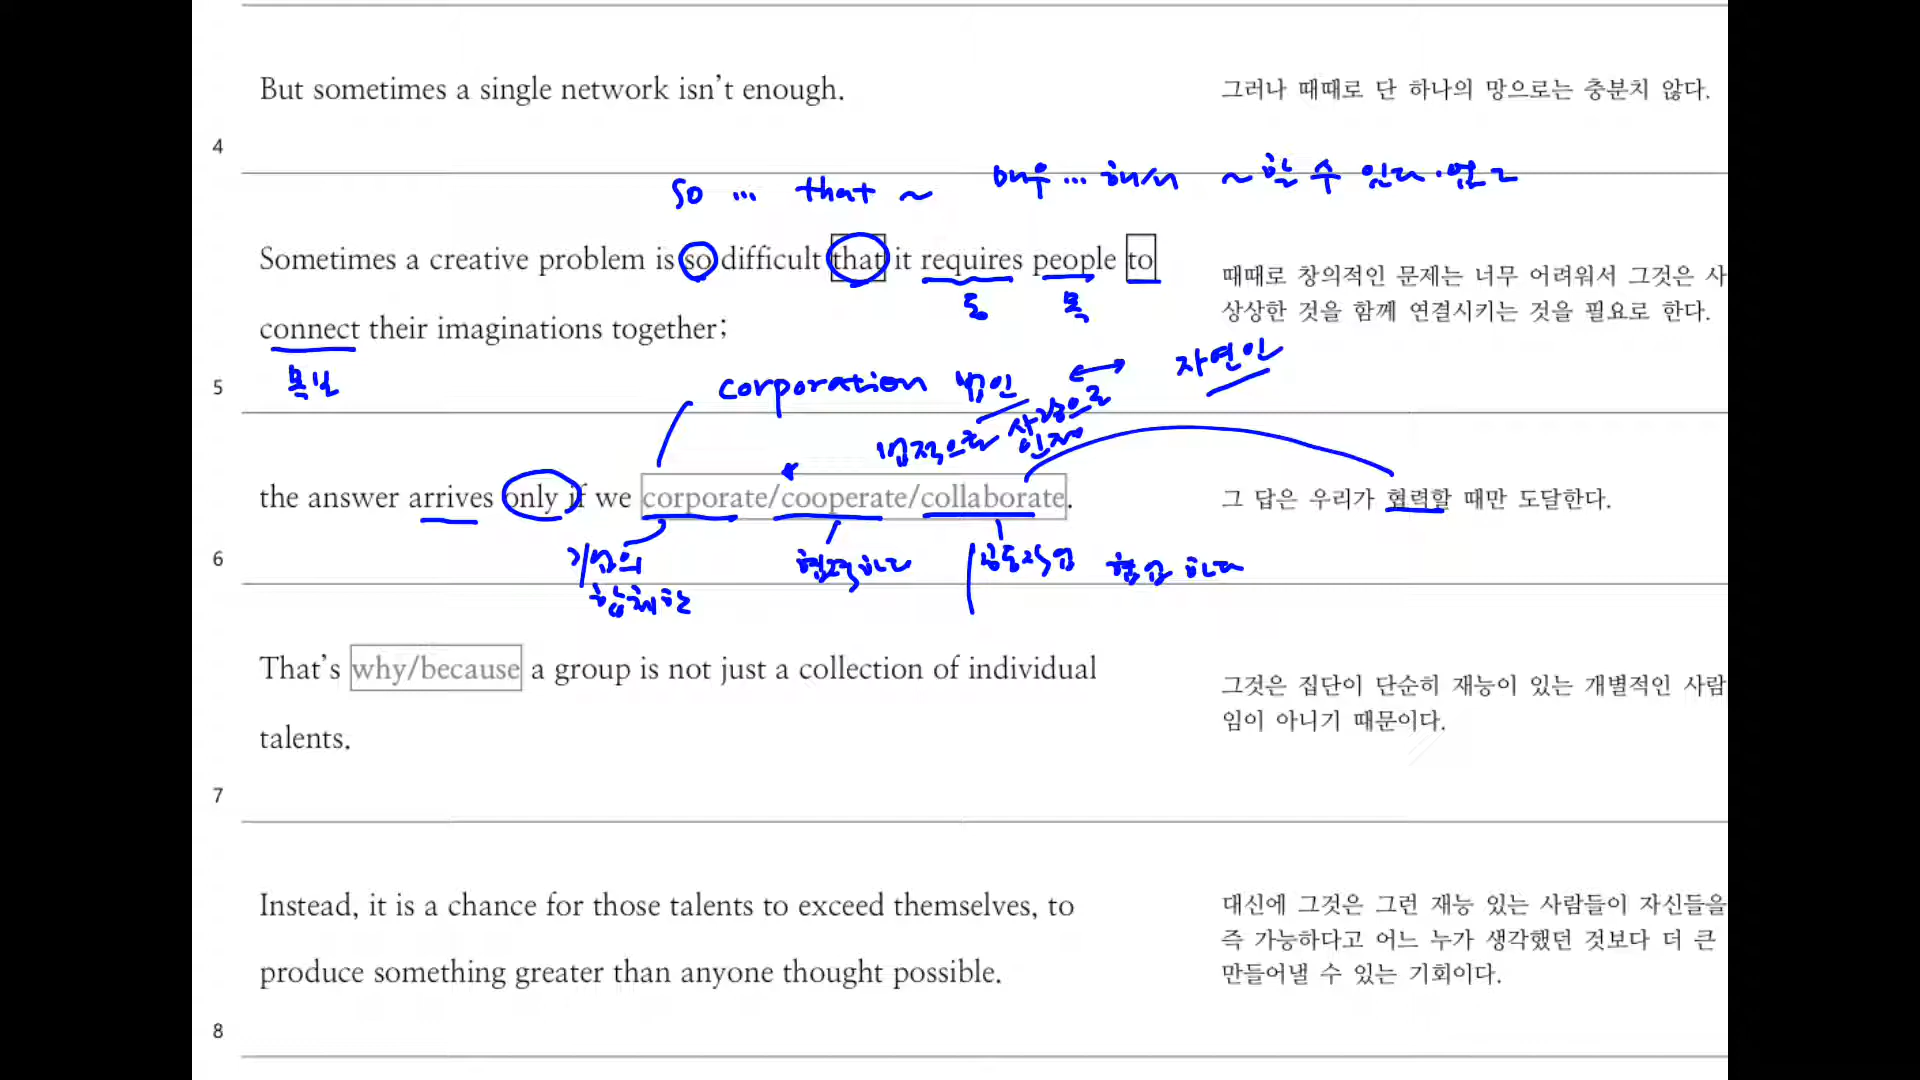 But sometimes a single network isn't enough.
그러나 때때로 단 하나의 망으로는 충분치 않다.
4
so ... that ~ 매우 ... 해서 ~할 수 있다. 없다
Sometimes a creative problem is so difficult that it requires people to
때때로 창의적인 문제는 너무 어려워서 그것은 사
동 목
connect their imaginations together;
상상한 것을 함께 연결시키는 것을 필요로 한다.
목보
5
corporation 법인 ↔ 자연인
법적으로 사람으로
인정
the answer arrives only if we corporate/cooperate/collaborate.
그 답은 우리가 협력할 때만 도달한다.
6
기업의 협력하다 공동작업 협업하다
That's why/because a group is not just a collection of individual
그것은 집단이 단순히 재능이 있는 개별적인 사람
임이 아니기 때문이다.
talents.
7
Instead, it is a chance for those talents to exceed themselves, to
대신에 그것은 그런 재능 있는 사람들이 자신들을
즉 가능하다고 어느 누가 생각했던 것보다 더 큰
produce something greater than anyone thought possible.
만들어낼 수 있는 기회이다.
8